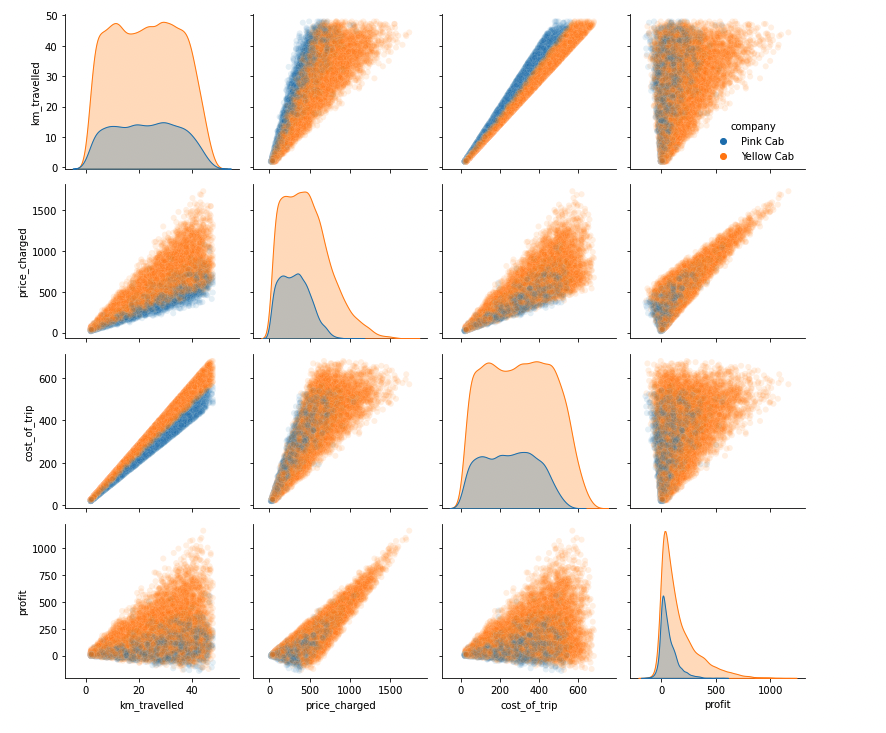 50
40
30
20
10
0
km_travelled
company
Pink Cab
Yellow Cab
1500
1000
500
0
price_charged
600
400
200
0
cost_of_trip
1000
750
500
250
0
profit
0 20 40
km_travelled
0 500 1000 1500
price_charged
0 200 400 600
cost_of_trip
0 500 1000
profit